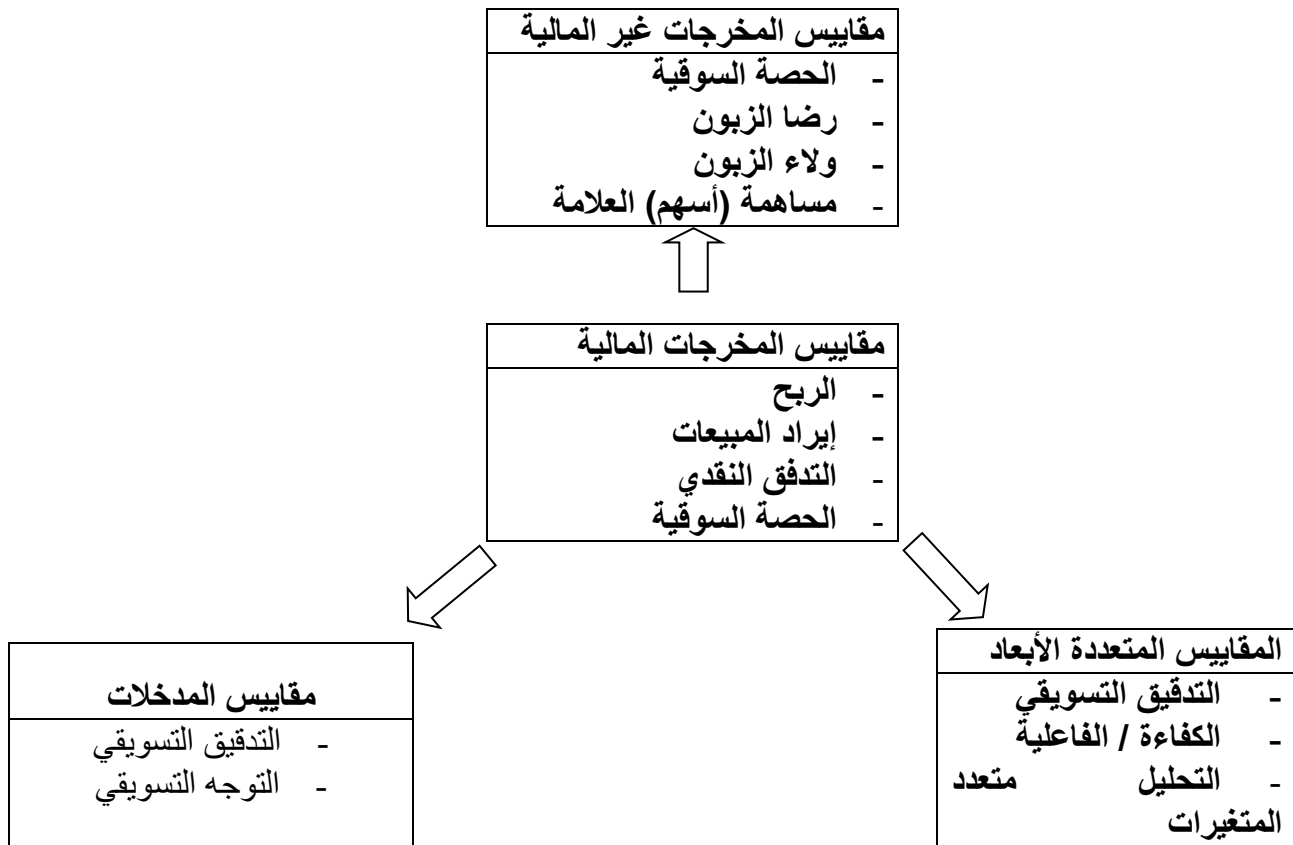 مقاييس المخرجات غير المالية
- الحصة السوقية
- رضا الزبون
- ولاء الزبون
- مساهمة (أسهم) العلامة
مقاييس المخرجات المالية
- الربح
- إيراد المبيعات
- التدفق النقدي
- الحصة السوقية
المقاييس المتعددة الأبعاد
- التدقيق التسويقي
- الكفاءة / الفاعلية
- التحليل متعدد
المتغيرات
مقاييس المدخلات
- التدقيق التسويقي
- التوجه التسويقي